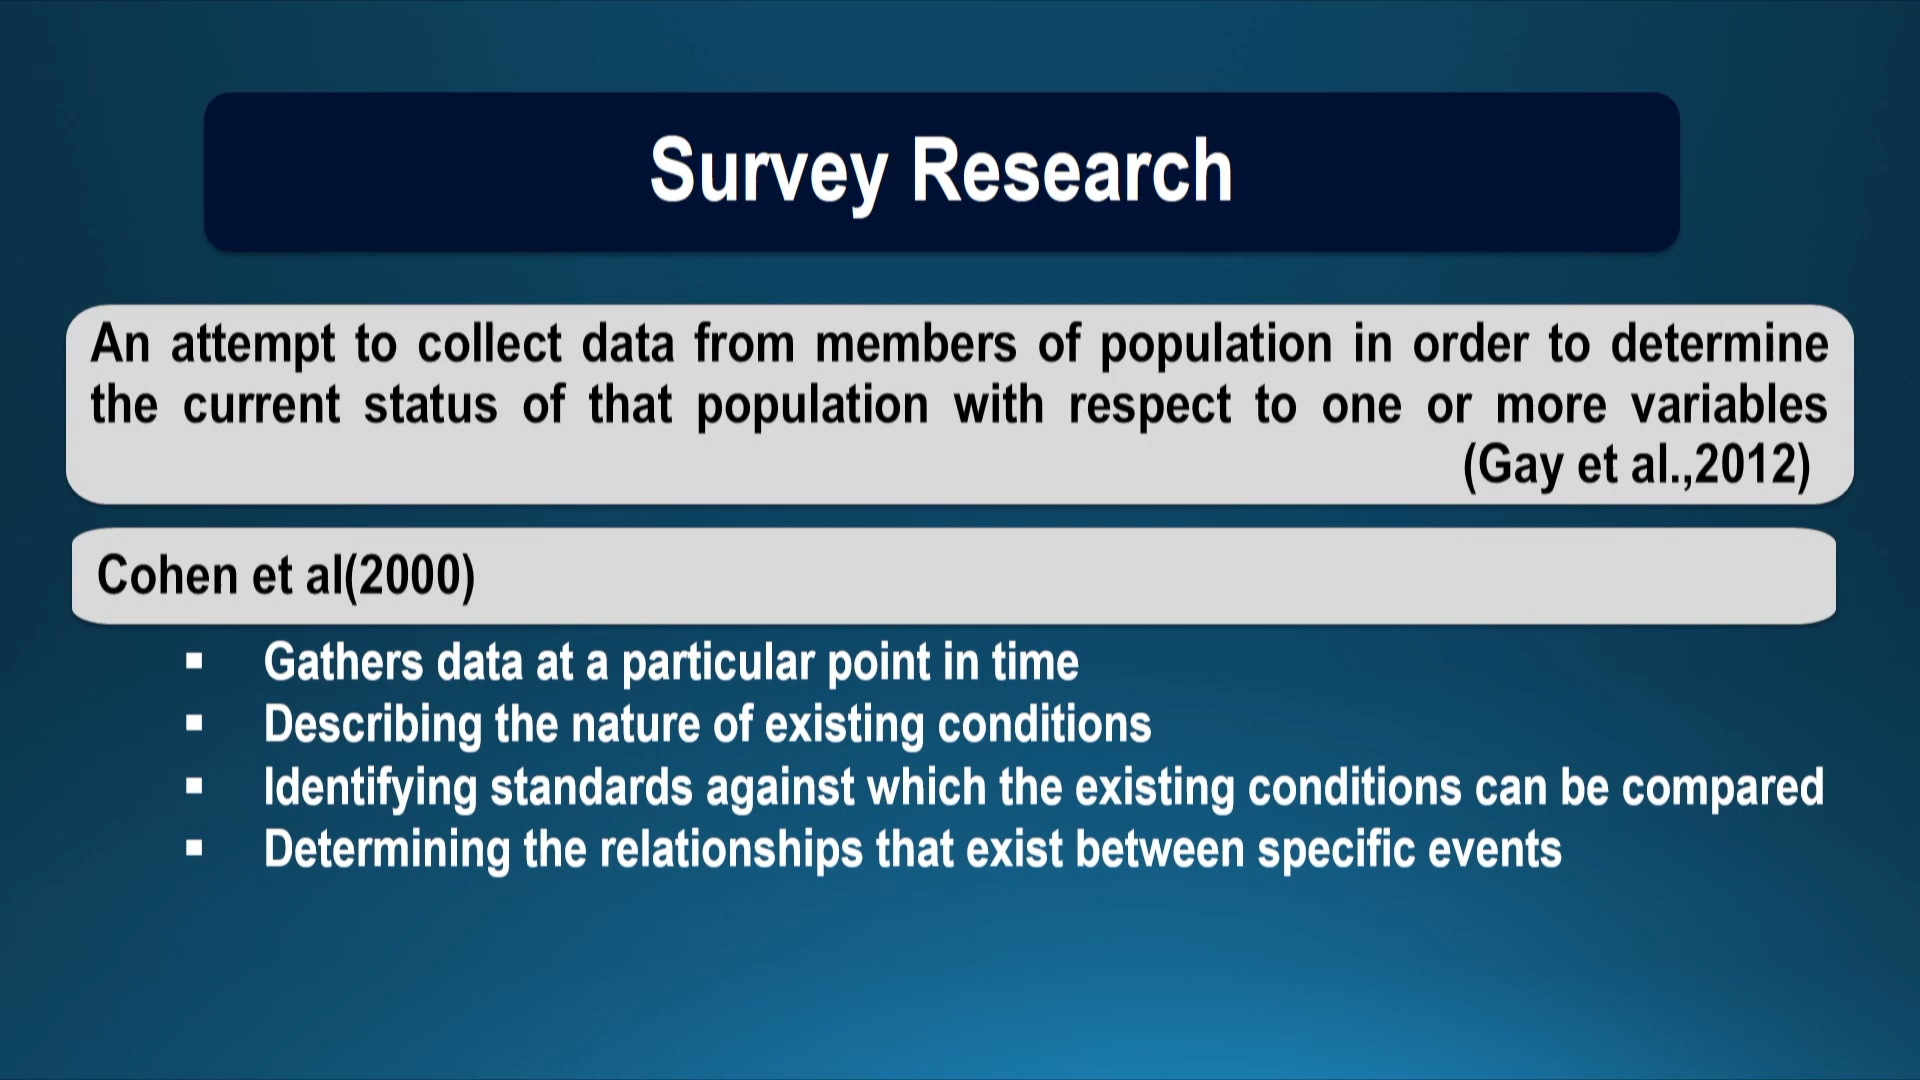 Survey Research
An attempt to collect data from members of population in order to determine
the current status of that population with respect to one or more variables
(Gay et al.,2012)
Cohen et al(2000)
▪ Gathers data at a particular point in time
▪ Describing the nature of existing conditions
▪ Identifying standards against which the existing conditions can be compared
▪ Determining the relationships that exist between specific events